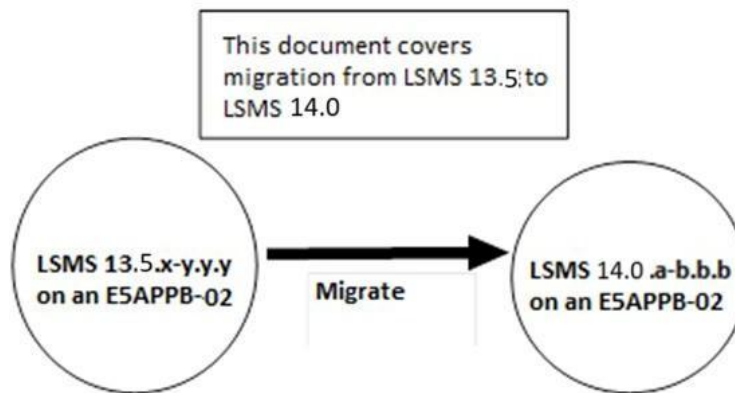 This document covers
migration from LSMS 13.5; to
LSMS 14.0
LSMS 13.5.x-y.y.y
on an E5APPB-02
Migrate
LSMS 14.0 .a-b.b.b
on an E5APPB-02